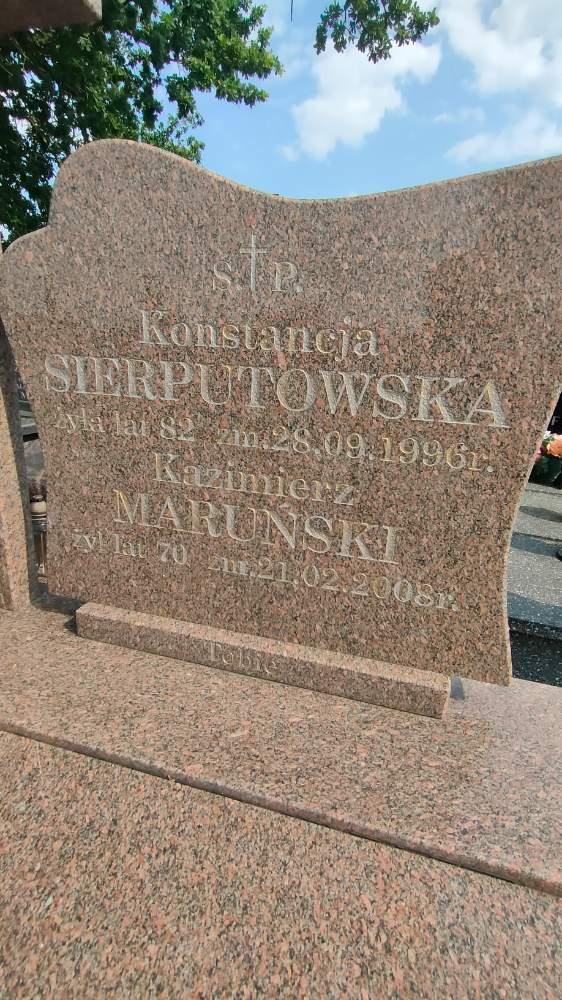 Ś.P.
Konstancja
SIERPUTOWSKA
żyła lat 82 zm.28.09.1996r.
Kazimierz
MARUŃSKI
żył lat 70 zm.21.02.2008r.
Tobie